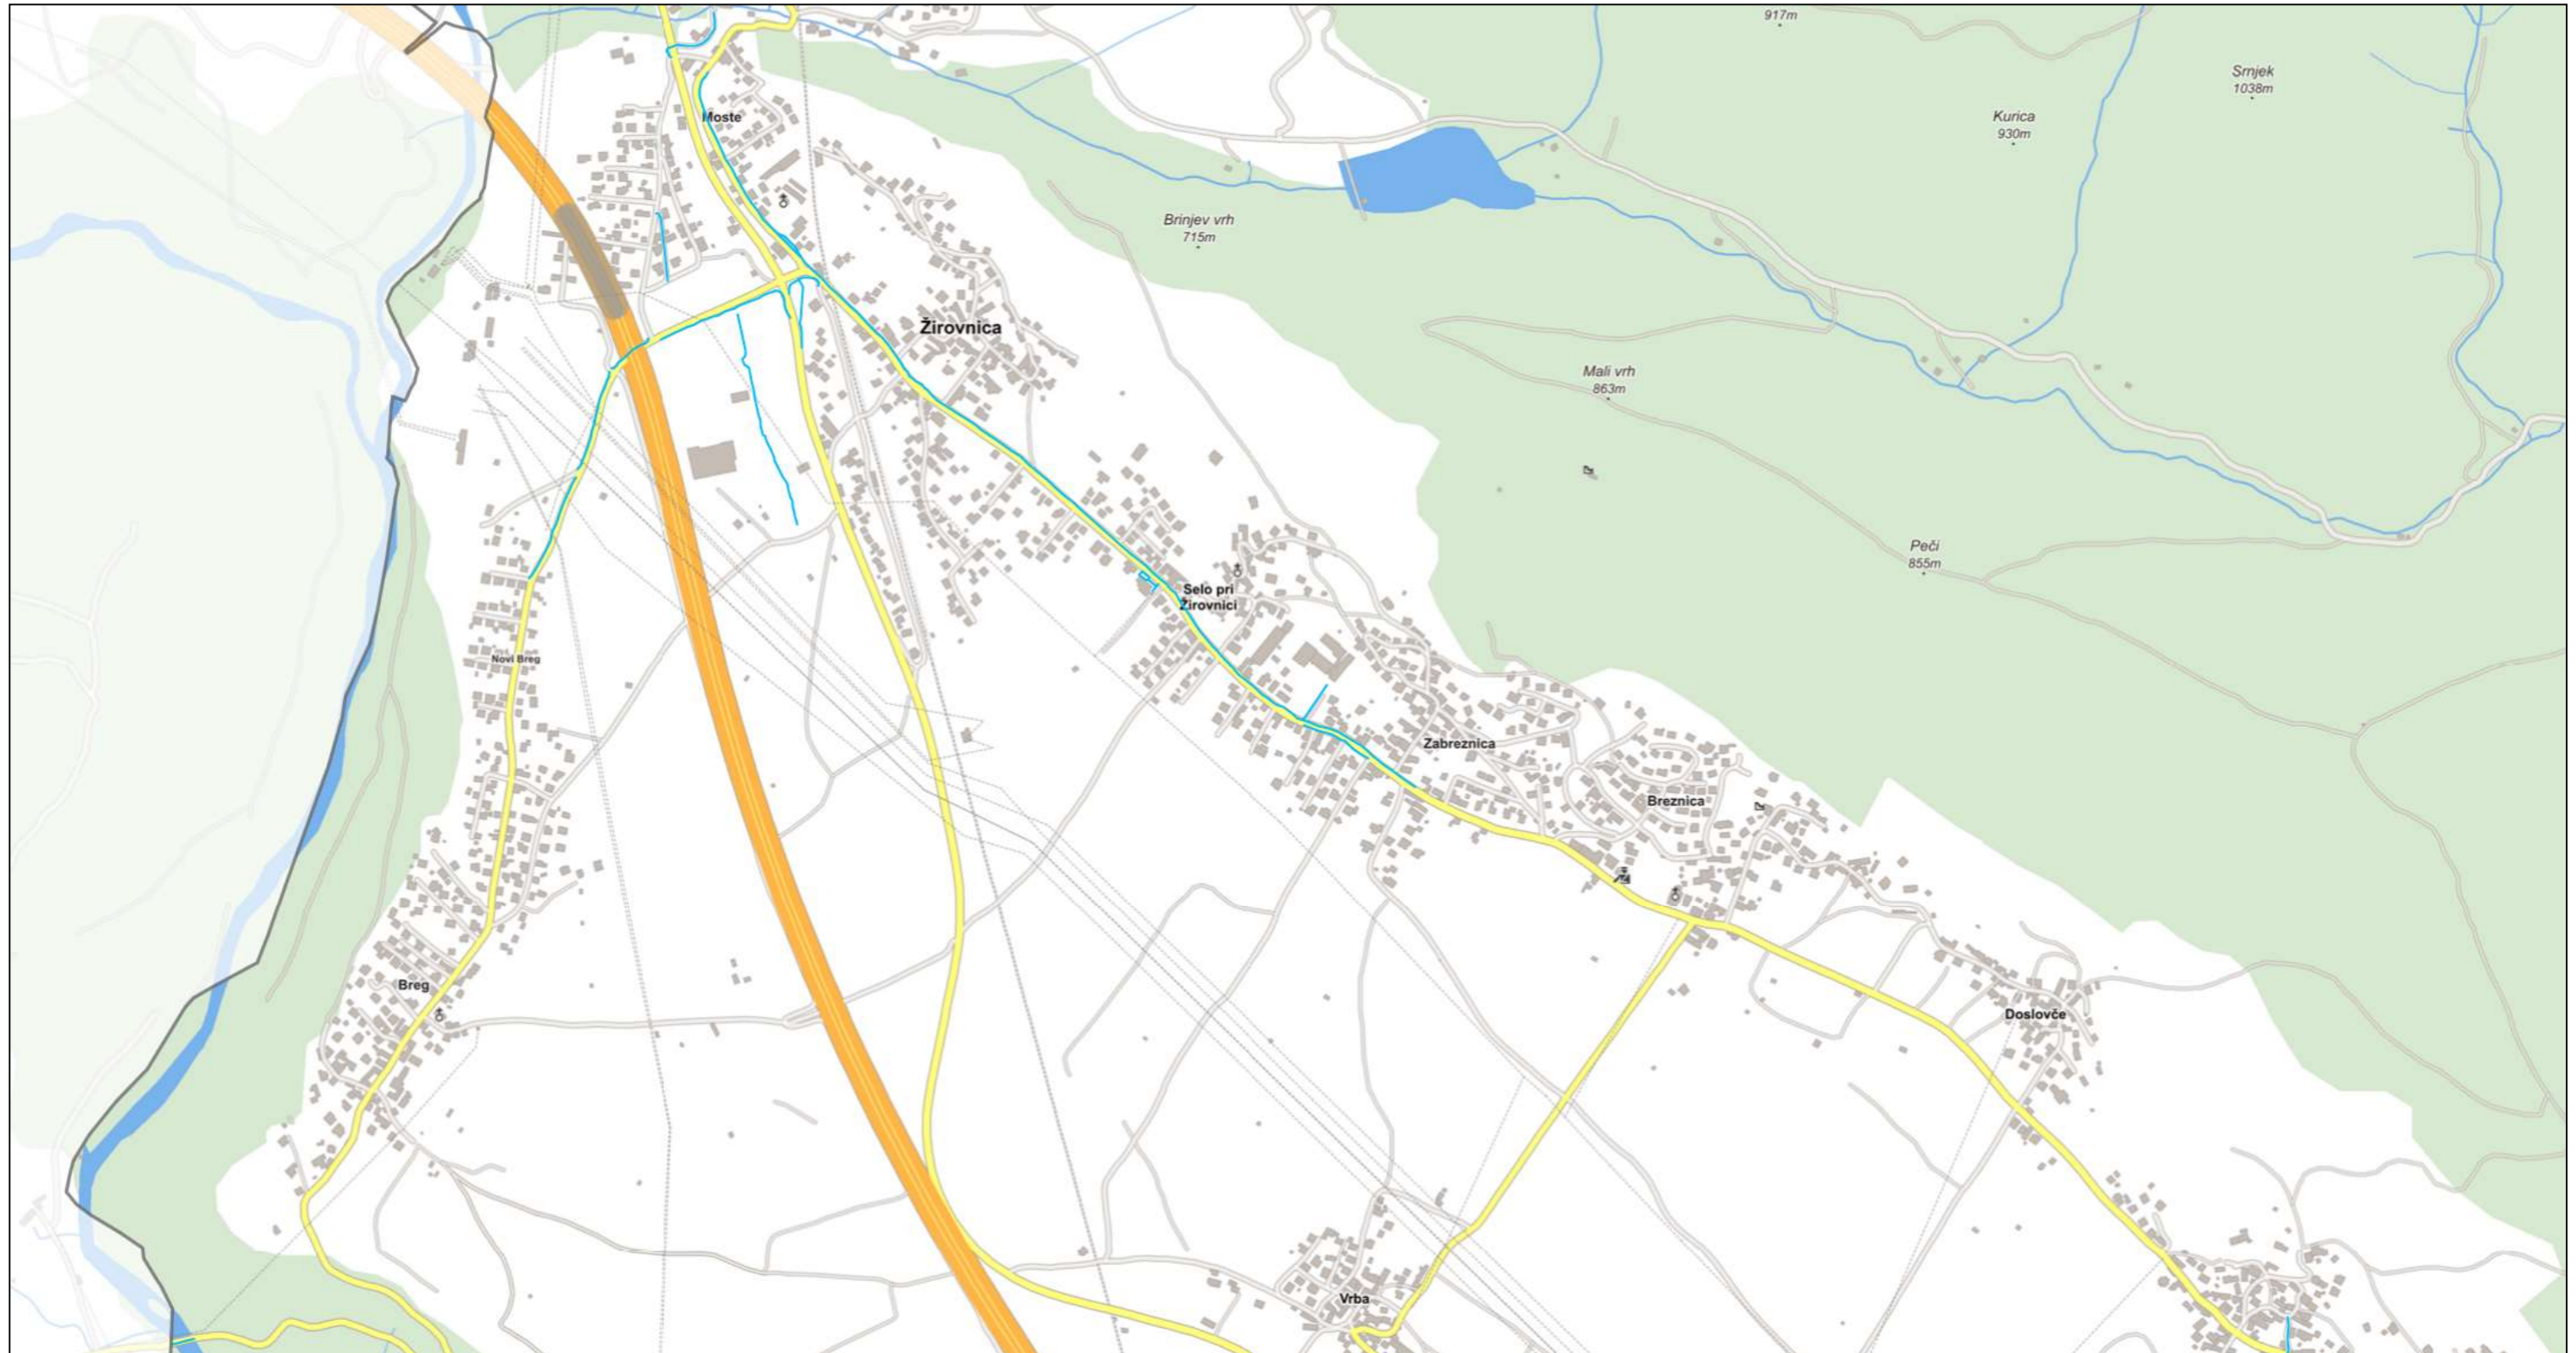 917m
Srnjek
1038m
Moste
Kurica
930m
Brinjev vrh
715m
Žirovnica
Mali vrh
863m
Peči
855m
Selo pri
Žirovnici
Novi Breg
Zabreznica
Breznica
Breg
Doslovče
Vrba